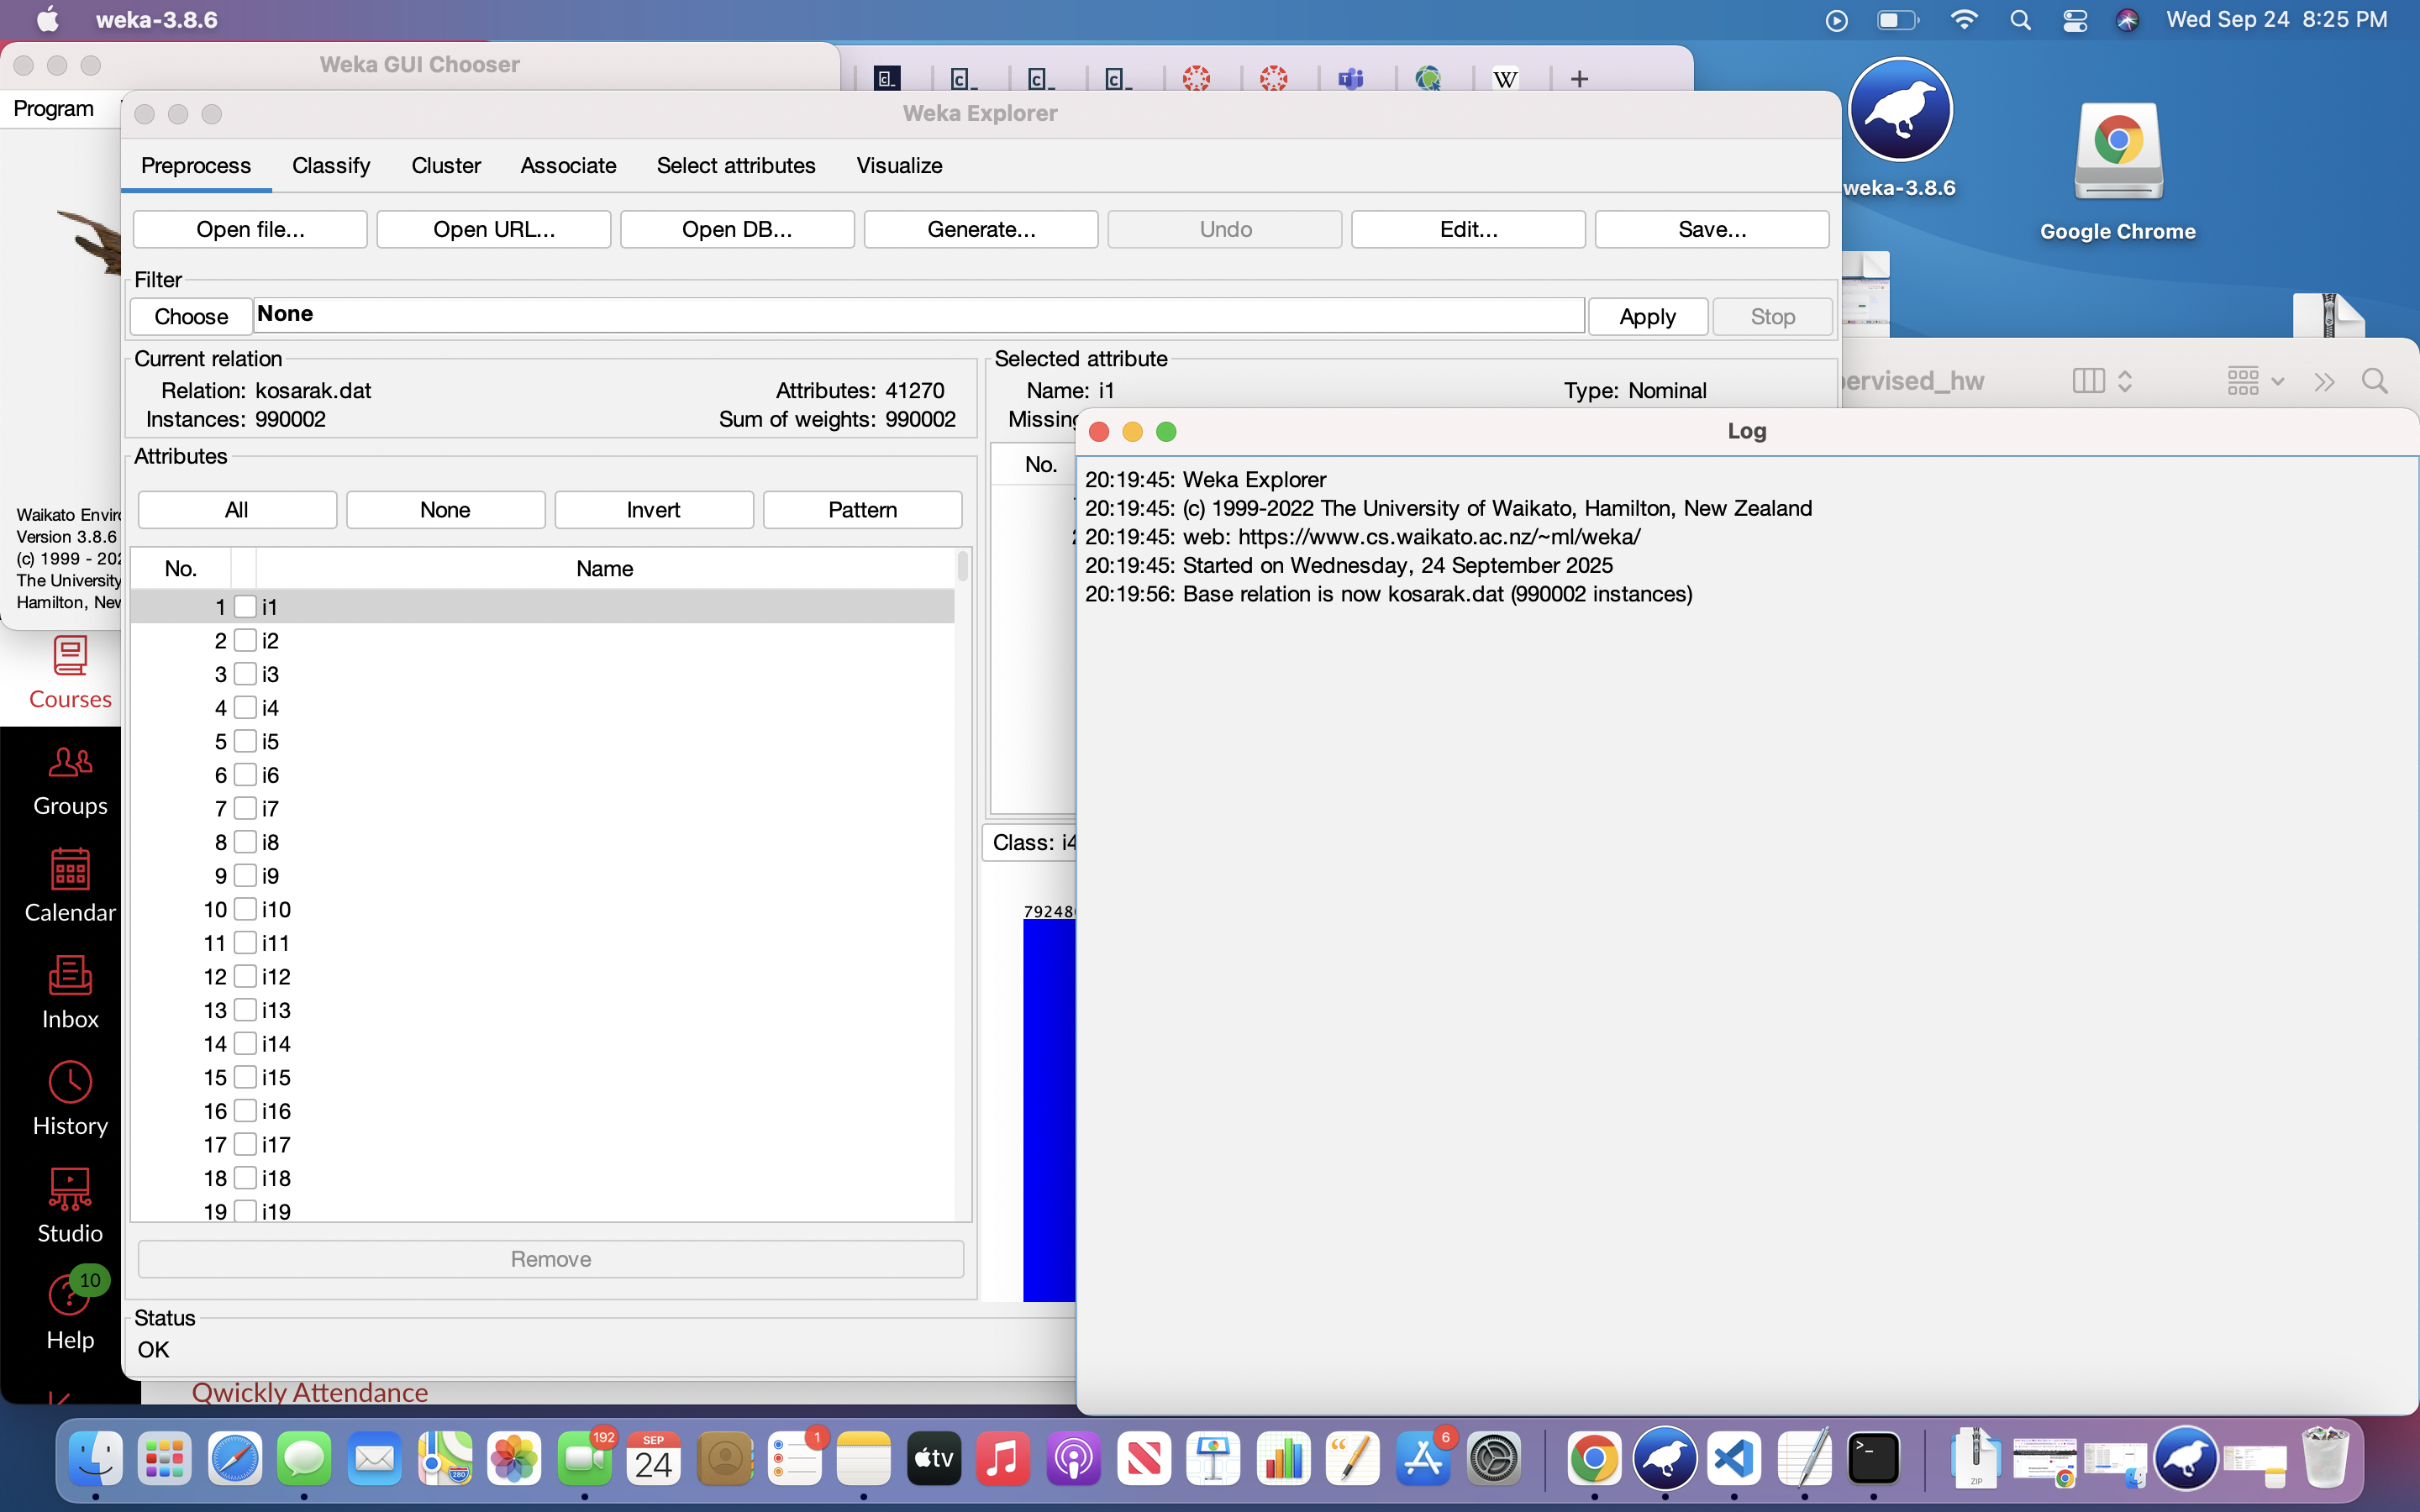 weka-3.8.6
Wed Sep 24 8:25 PM
Weka GUI Chooser
Program
Weka Explorer
Preprocess Classify Cluster Associate Select attributes Visualize
Open file... Open URL... Open DB... Generate... Undo Edit... Save...
Filter
Choose None Apply Stop
Current relation
Relation: kosarak.dat Attributes: 41270
Instances: 990002 Sum of weights: 990002
Selected attribute
Name: i1 Type: Nominal
Missing
No.
Attributes
All None Invert Pattern
No. Name
1 i1
2 i2
3 i3
4 i4
5 i5
6 i6
7 i7
8 i8
9 i9
10 i10
11 i11
12 i12
13 i13
14 i14
15 i15
16 i16
17 i17
18 i18
19 i19
Remove
Status
OK
Class: i4
79248
Log
20:19:45: Weka Explorer
20:19:45: (c) 1999-2022 The University of Waikato, Hamilton, New Zealand
20:19:45: web: https://www.cs.waikato.ac.nz/~ml/weka/
20:19:45: Started on Wednesday, 24 September 2025
20:19:56: Base relation is now kosarak.dat (990002 instances)
Waikato Enviro
Version 3.8.6
(c) 1999 - 202
The University
Hamilton, New
Courses
Groups
Calendar
Inbox
History
Studio
10
Help
Qwickly Attendance
weka-3.8.6
Google Chrome
pervised_hw
192
SEP
24
1
280
tv
6
ZIP